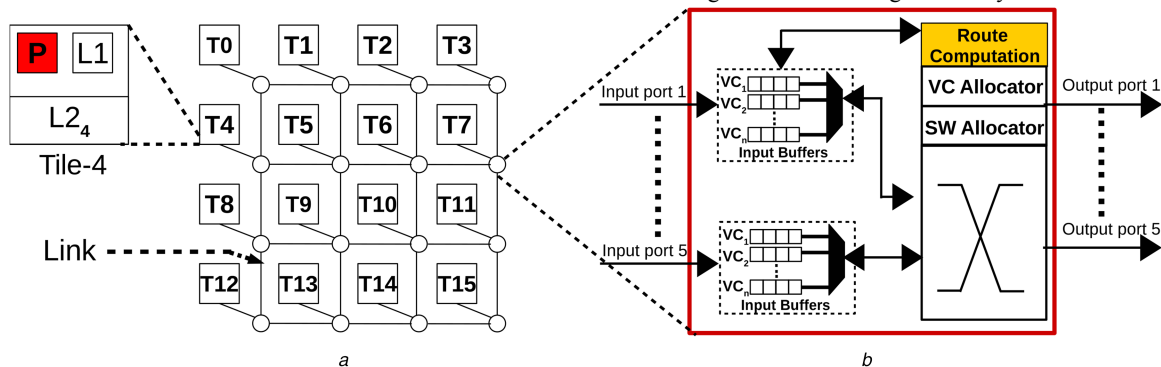 P L1
L2₄
Tile-4
T0 T1 T2 T3
T4 T5 T6 T7
T8 T9 T10 T11
T12 T13 T14 T15
Link
a
Input port 1
Input port 5
VC₁
VC₂
VCₙ
Input Buffers
VC₁
VC₂
VCₙ
Input Buffers
Route
Computation
VC Allocator
SW Allocator
Output port 1
Output port 5
b